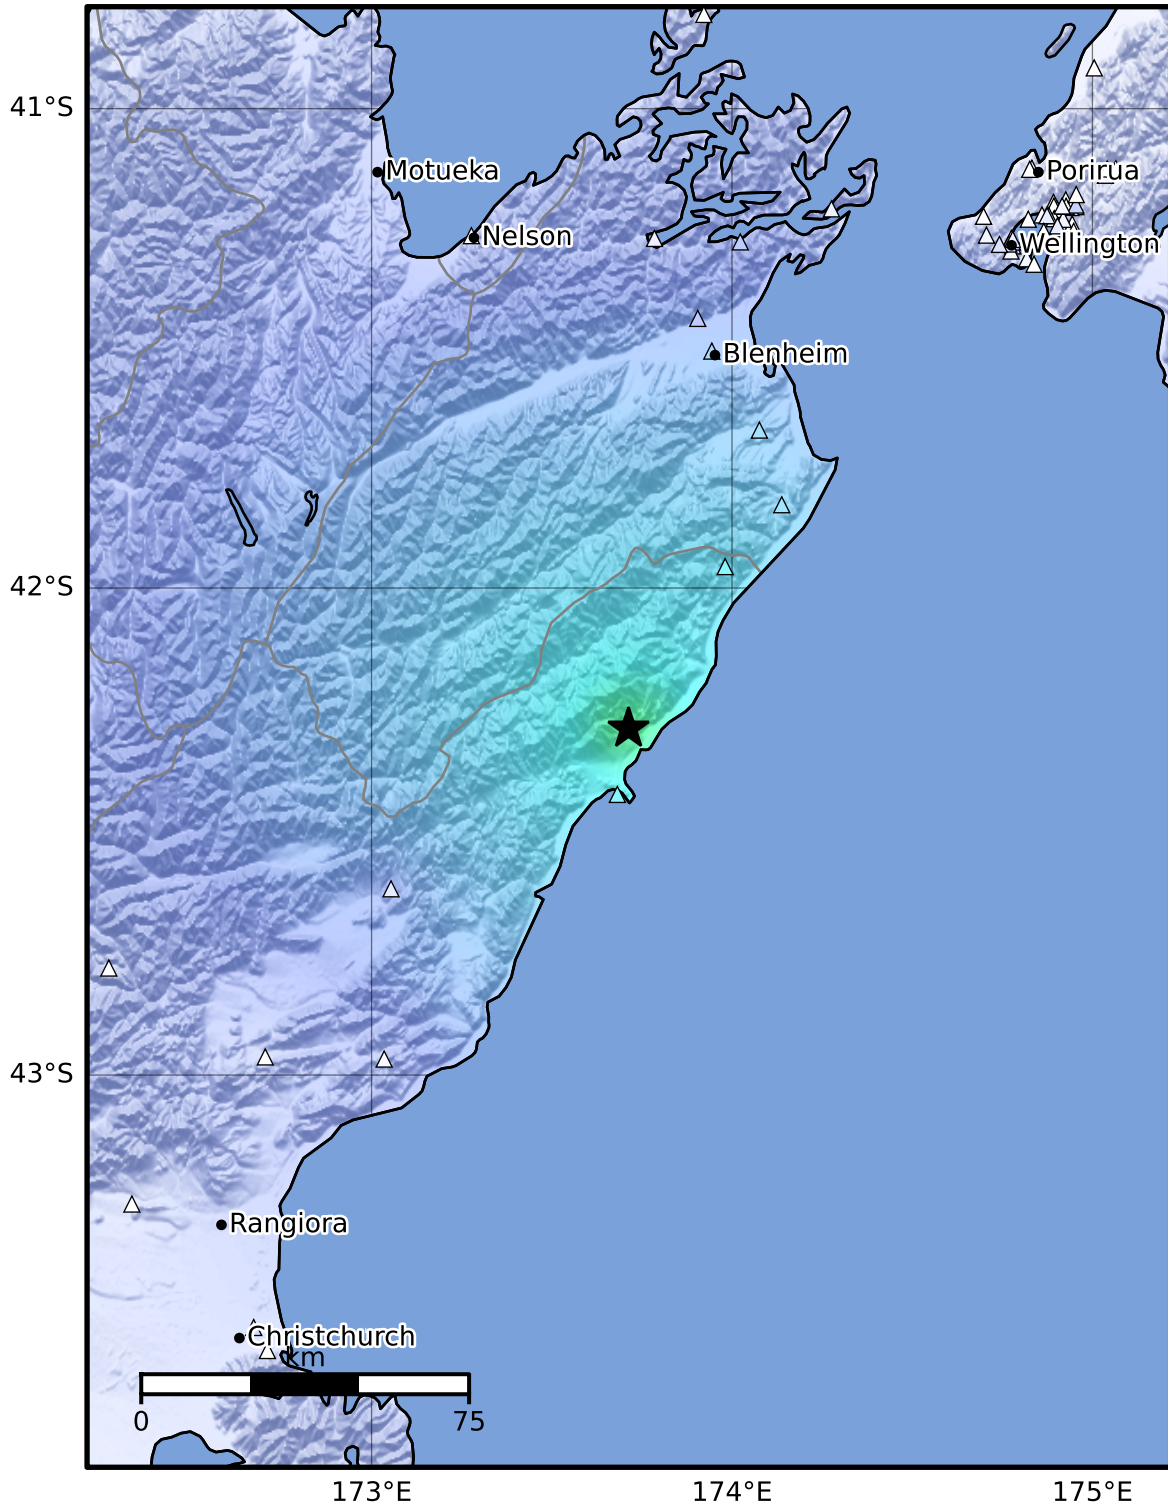 41°S
Motueka
Porirua
Nelson
Wellington
Blenheim
42°S
43°S
Rangiora
Christchurch
km
0
75
173°E
174°E
175°E